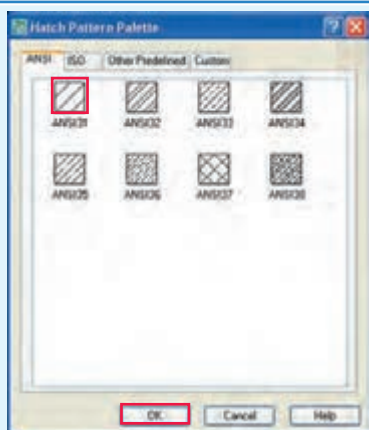 Hatch Pattern Palette
ANSI ISO Other Predefined Custom
ANSI31 ANSI32 ANSI33 ANSI34
ANSI35 ANSI36 ANSI37 ANSI38
OK Cancel Help